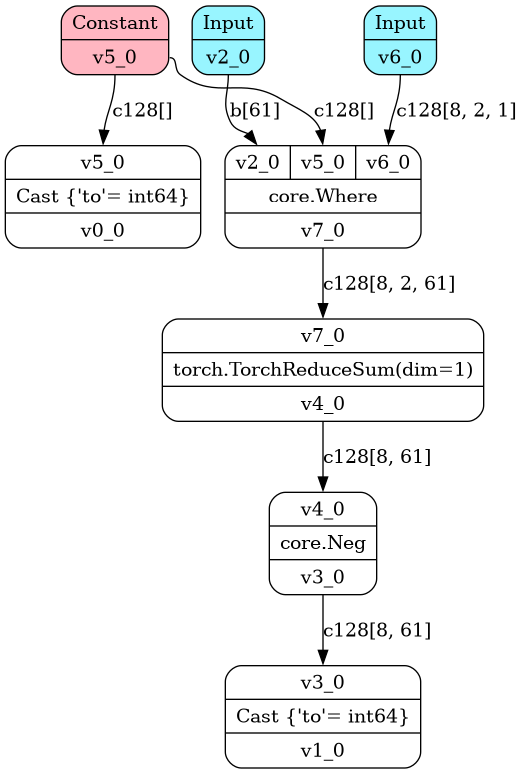 Constant
v5_0
Input
v2_0
Input
v6_0
c128[]
b[61]
c128[]
c128[8, 2, 1]
v5_0
Cast {'to'= int64}
v0_0
v2_0
v5_0
v6_0
core.Where
v7_0
c128[8, 2, 61]
v7_0
torch.TorchReduceSum(dim=1)
v4_0
c128[8, 61]
v4_0
core.Neg
v3_0
c128[8, 61]
v3_0
Cast {'to'= int64}
v1_0